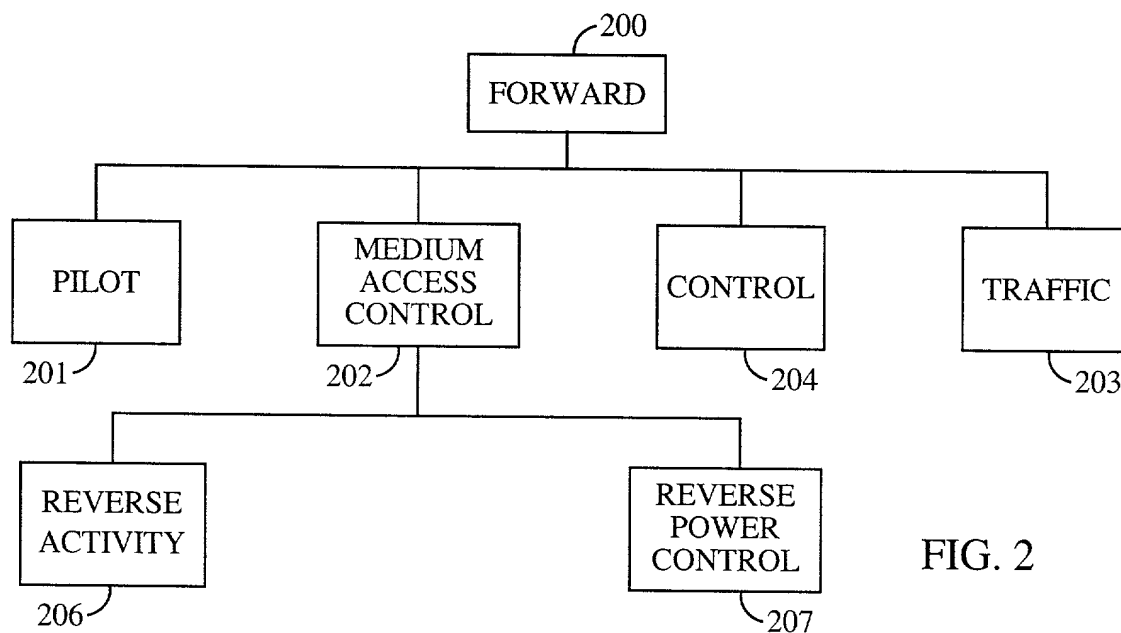 200
FORWARD
PILOT
MEDIUM
ACCESS
CONTROL
CONTROL
TRAFFIC
201
202
204
203
REVERSE
ACTIVITY
REVERSE
POWER
CONTROL
206
207
FIG. 2